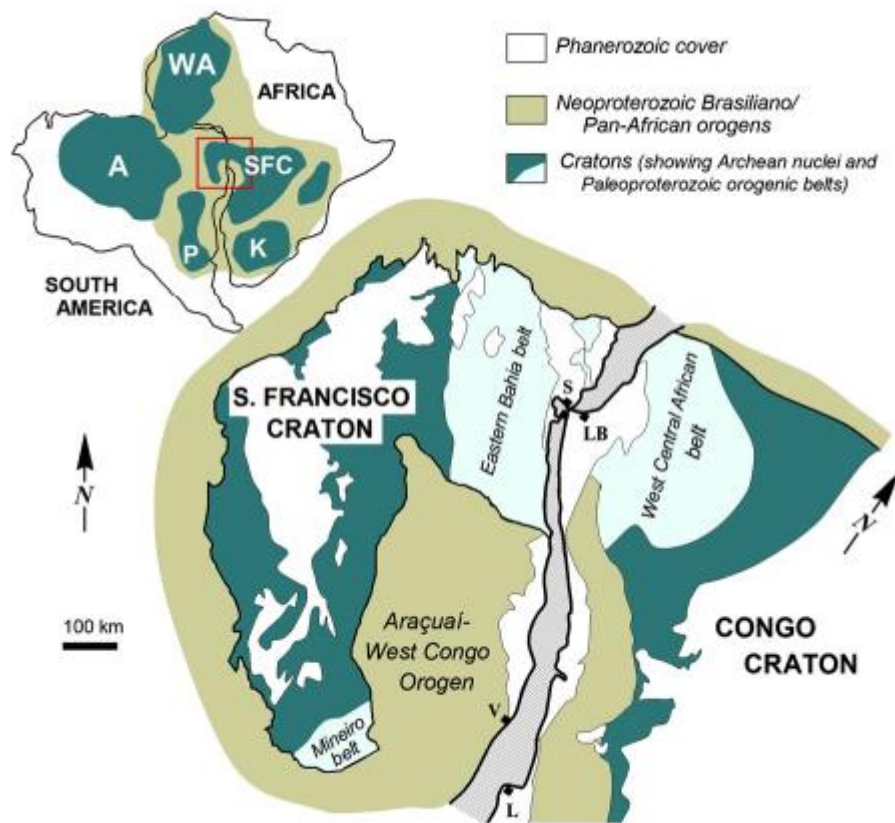 WA
AFRICA
A
SFC
P
K
SOUTH
AMERICA
Phanerozoic cover
Neoproterozoic Brasiliano/
Pan-African orogens
Cratons (showing Archean nuclei and
Paleoproterozoic orogenic belts)
S. FRANCISCO
CRATON
Eastern Bahia belt
S
LB
West Central African
belt
N
N
100 km
Araçuaí-
West Congo
Orogen
CONGO
CRATON
V
Mineiro
belt
L